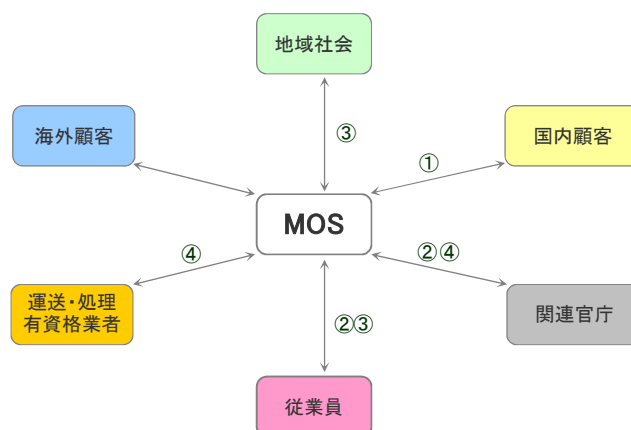 地域社会
海外顧客
③
国内顧客
①
MOS
④
②④
運送・処理
有資格業者
②③
関連官庁
従業員